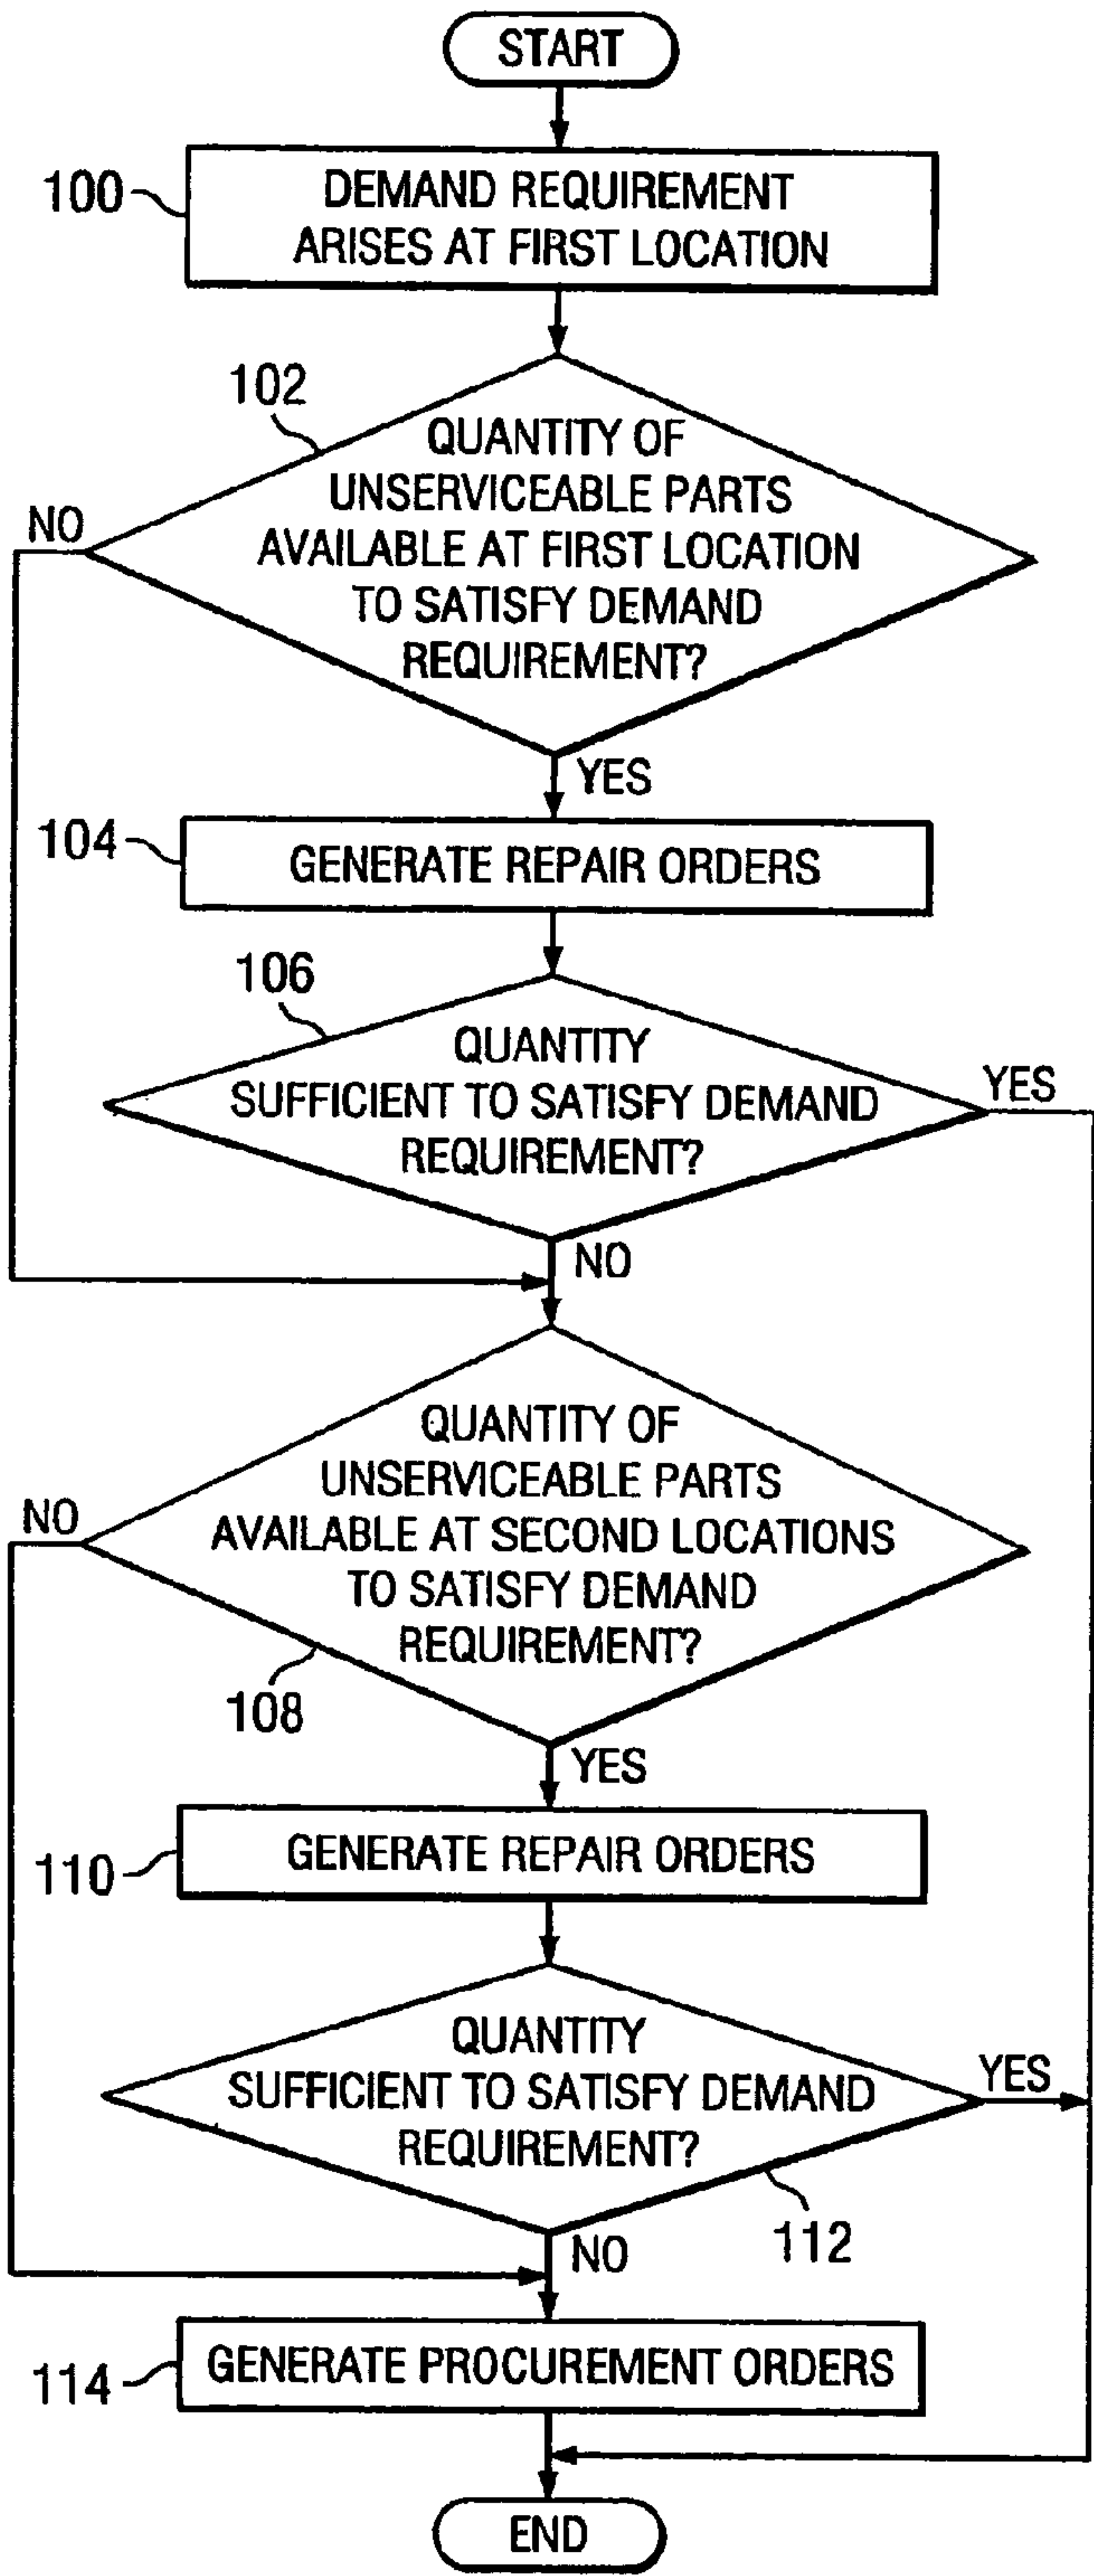 START
100
DEMAND REQUIREMENT
ARISES AT FIRST LOCATION
102
QUANTITY OF
UNSERVICEABLE PARTS
AVAILABLE AT FIRST LOCATION
TO SATISFY DEMAND
REQUIREMENT?
NO
YES
104
GENERATE REPAIR ORDERS
106
QUANTITY
SUFFICIENT TO SATISFY DEMAND
REQUIREMENT?
YES
NO
QUANTITY OF
UNSERVICEABLE PARTS
AVAILABLE AT SECOND LOCATIONS
TO SATISFY DEMAND
REQUIREMENT?
NO
108
YES
110
GENERATE REPAIR ORDERS
QUANTITY
SUFFICIENT TO SATISFY DEMAND
REQUIREMENT?
YES
112
NO
114
GENERATE PROCUREMENT ORDERS
END